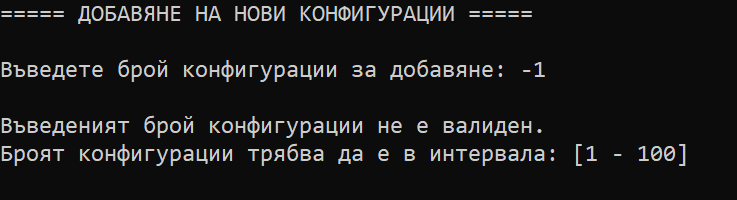 ===== ДОБАВЯНЕ НА НОВИ КОНФИГУРАЦИИ =====
Въведете брой конфигурации за добавяне: -1
Въведеният брой конфигурации не е валиден.
Броят конфигурации трябва да е в интервала: [1 - 100]